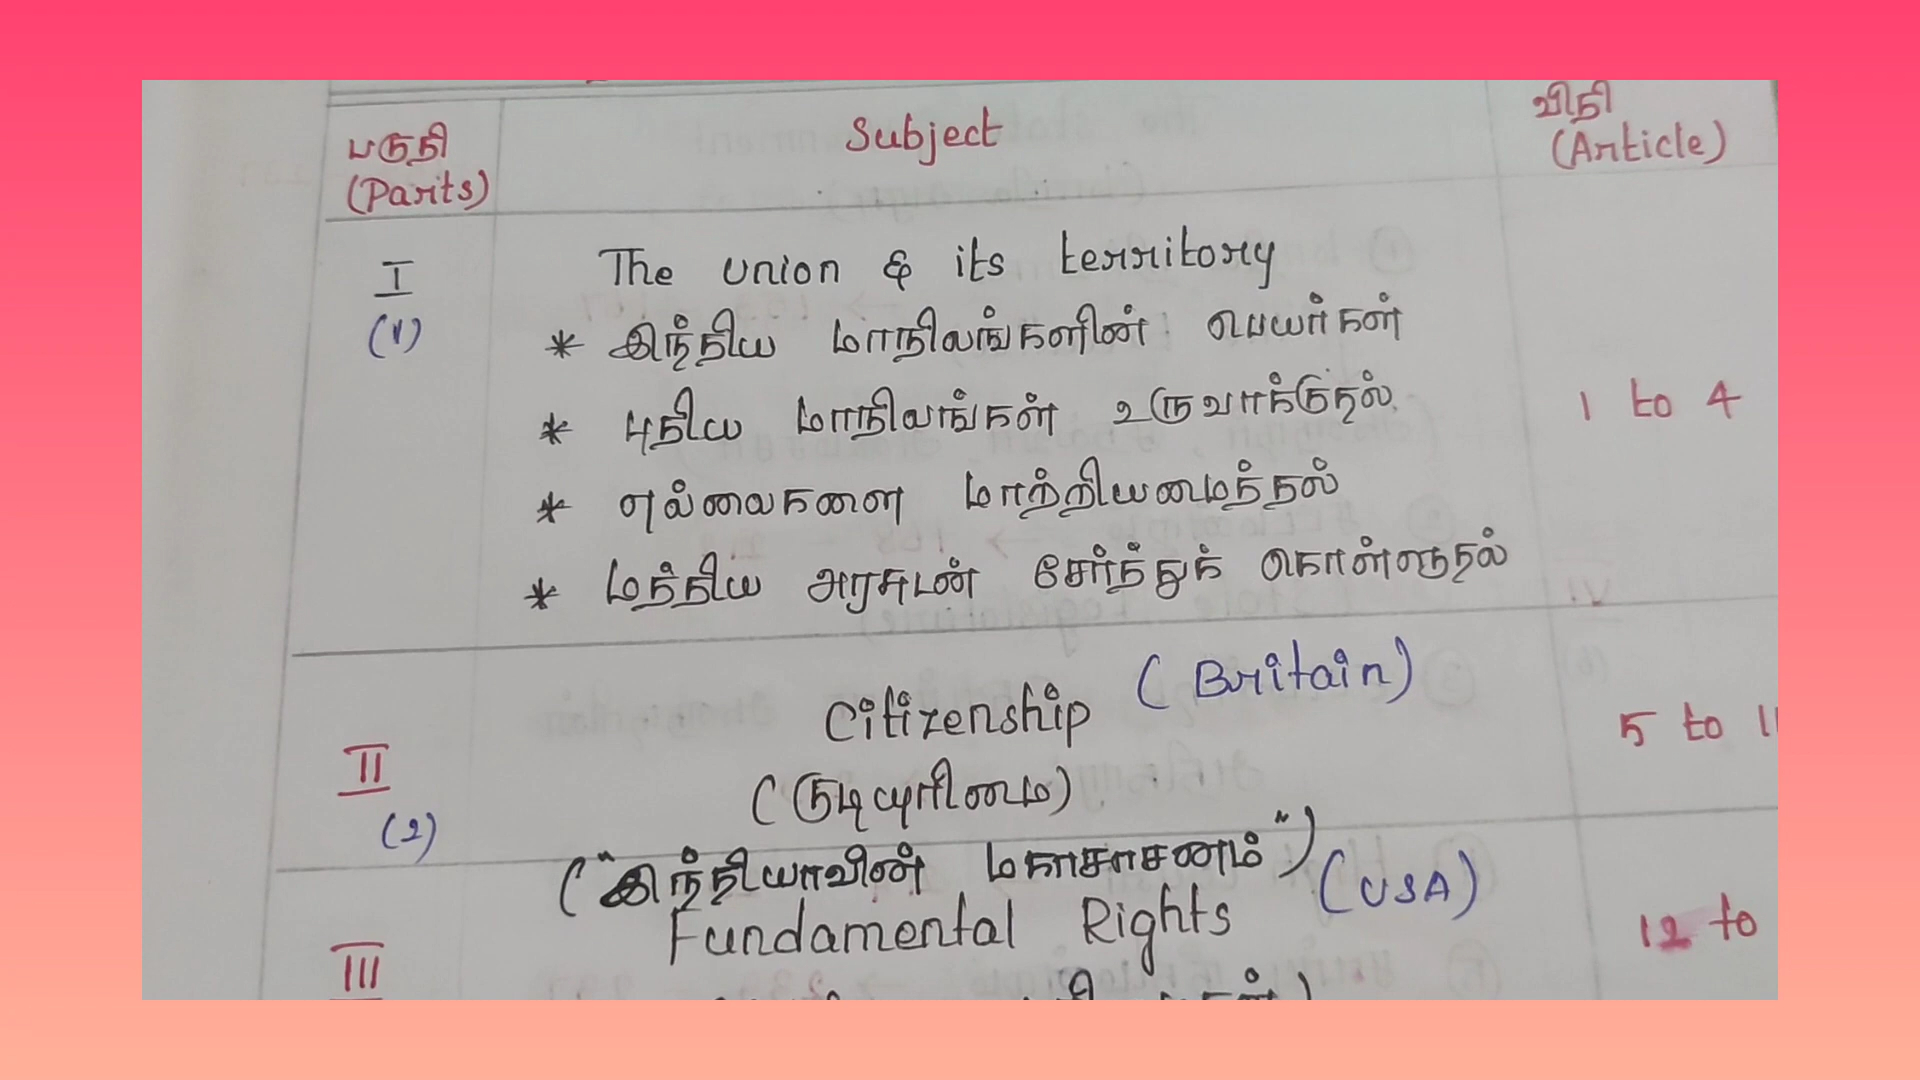 பகுதி Subject விதி
(Parts) (Article)
I The union & its territory
(1) * இந்திய மாநிலங்களின் பெயர்கள்
* புதிய மாநிலங்கள் உருவாக்குதல். 1 to 4
* எல்லைகளை மாற்றியமைத்தல்
* மத்திய அரசுடன் சேர்த்துக் கொள்ளுதல்
II Citizenship (Britain) 5 to 11
(2) (குடியுரிமை)
("இந்தியாவின் மகாசாசனம்") (USA)
III Fundamental Rights 12 to